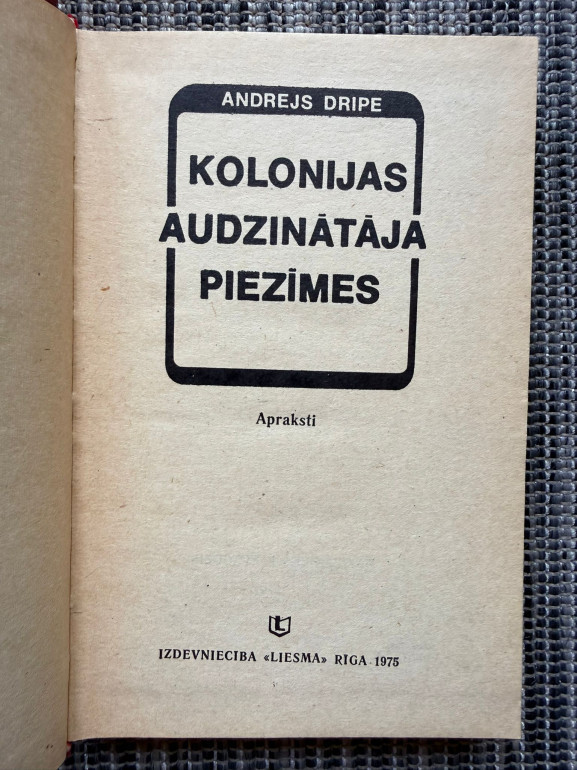 ANDREJS DRIPE
KOLONIJAS
AUDZINĀTĀJA
PIEZĪMES
Apraksti
L
IZDEVNIECĪBA «LIESMA» RĪGA 1975